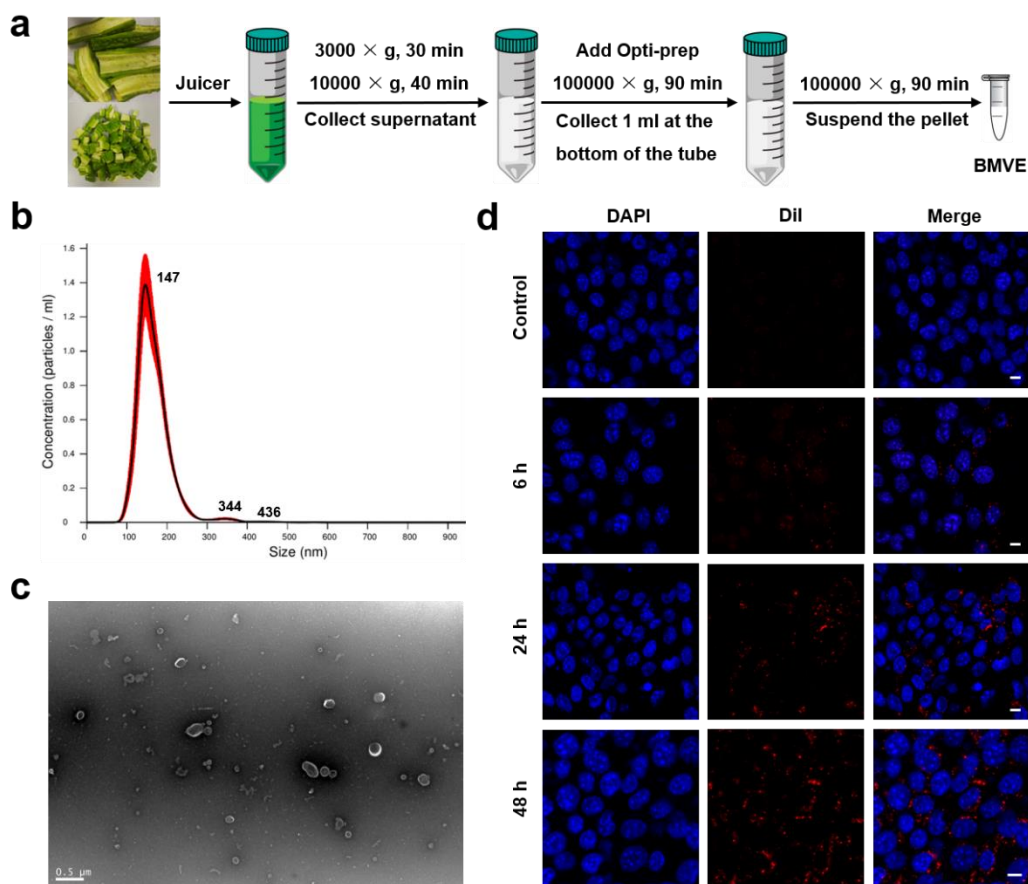 a
Juicer
3000 × g, 30 min
10000 × g, 40 min
Collect supernatant
Add Opti-prep
100000 × g, 90 min
Collect 1 ml at the
bottom of the tube
100000 × g, 90 min
Suspend the pellet
BMVE
b
Concentration (particles / ml)
1.6
1.4
1.2
1.0
0.8
0.6
0.4
0.2
0
147
344
436
0 100 200 300 400 500 600 700 800 900
Size (nm)
c
0.5 μm
d
DAPI DiI Merge
Control
6 h
24 h
48 h